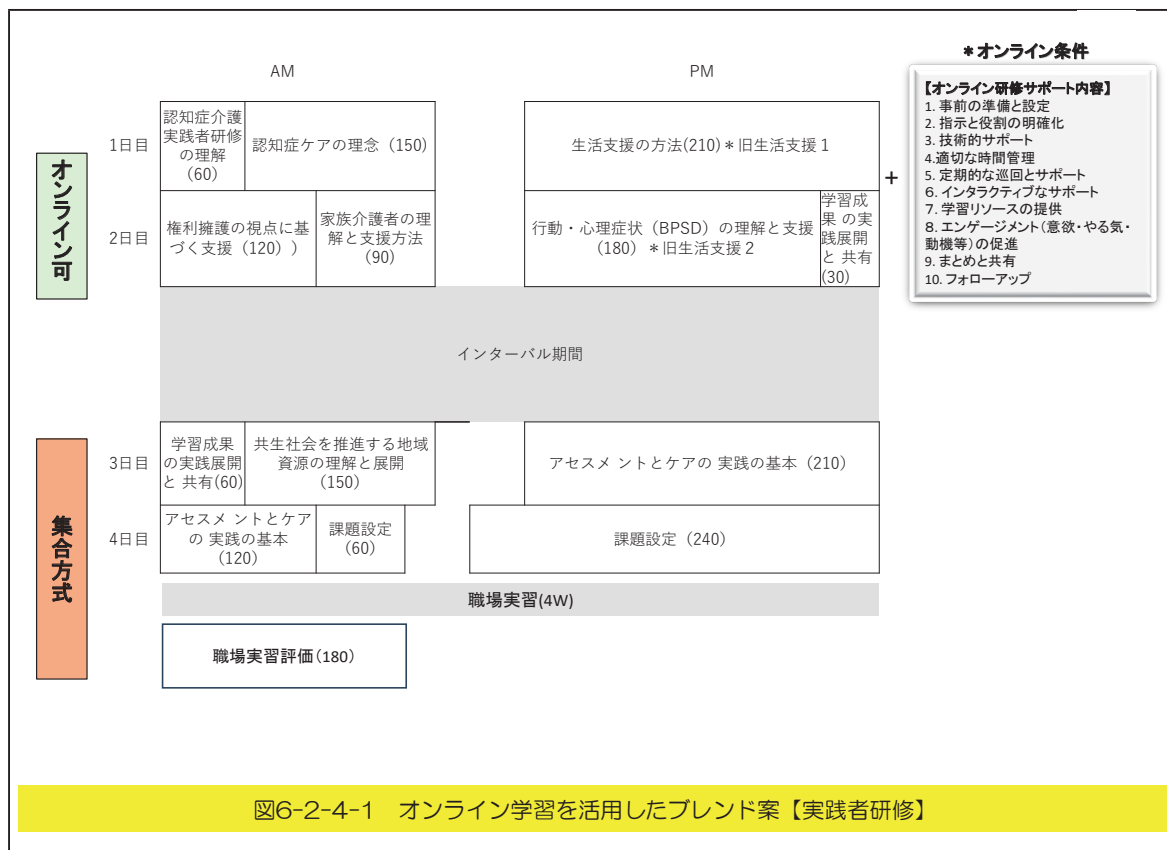 ＊オンライン条件
AM
PM
【オンライン研修サポート内容】
1. 事前の準備と設定
2. 指示と役割の明確化
3. 技術的サポート
4.適切な時間管理
5. 定期的な巡回とサポート
6. インタラクティブなサポート
7. 学習リソースの提供
8. エンゲージメント（意欲・やる気・
動機等）の促進
9. まとめと共有
10. フォローアップ
+
オンライン可
1日目
認知症介護
実践者研修
の理解
(60)
認知症ケアの理念（150)
生活支援の方法(210)＊旧生活支援１
2日目
権利擁護の視点に基
づく支援（120））
家族介護者の理
解と支援方法
(90)
行動・心理症状（BPSD）の理解と支援
(180) ＊旧生活支援２
学習成
果 の実
践展開
と 共有
(30)
インターバル期間
集合方式
3日目
学習成果
の実践展開
と 共有(60)
共生社会を推進する地域
資源の理解と展開
(150)
アセスメ ントとケアの 実践の基本（210)
4日目
アセスメ ントとケア
の 実践の基本
(120)
課題設定
(60)
課題設定（240)
職場実習(4W)
職場実習評価(180)
図6-2-4-1　オンライン学習を活用したブレンド案【実践者研修】